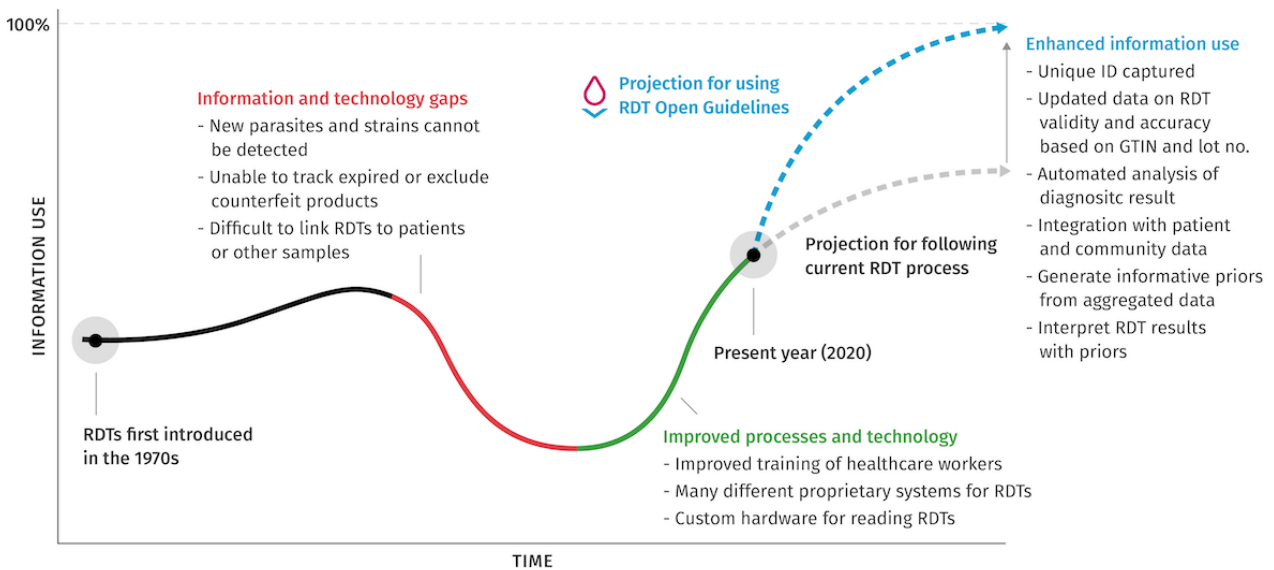 100%
INFORMATION USE
Information and technology gaps
- New parasites and strains cannot
be detected
- Unable to track expired or exclude
counterfeit products
- Difficult to link RDTs to patients
or other samples
Projection for using
RDT Open Guidelines
Enhanced information use
- Unique ID captured
- Updated data on RDT
validity and accuracy
based on GTIN and lot no.
- Automated analysis of
diagnositc result
- Integration with patient
and community data
- Generate informative priors
from aggregated data
- Interpret RDT results
with priors
Projection for following
current RDT process
Present year (2020)
RDTs first introduced
in the 1970s
Improved processes and technology
- Improved training of healthcare workers
- Many different proprietary systems for RDTs
- Custom hardware for reading RDTs
TIME